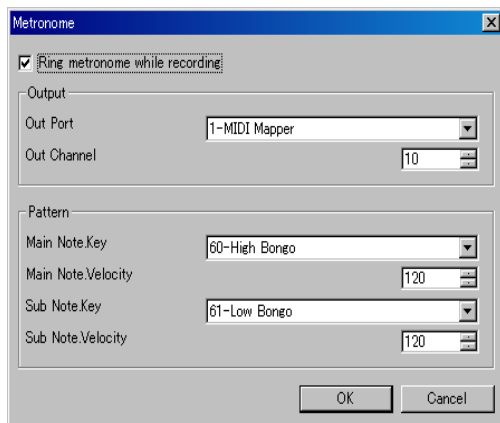 Metronome
Ring metronome while recording
Output
Out Port
1-MIDI Mapper
Out Channel
10
Pattern
Main Note.Key
60-High Bongo
Main Note.Velocity
120
Sub Note.Key
61-Low Bongo
Sub Note.Velocity
120
OK
Cancel